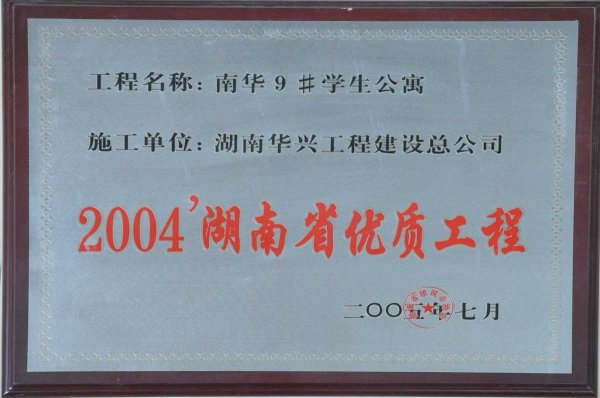 工程名称：南华9#学生公寓
施工单位：湖南华兴工程建设总公司
2004'湖南省优质工程
二〇〇五年七月